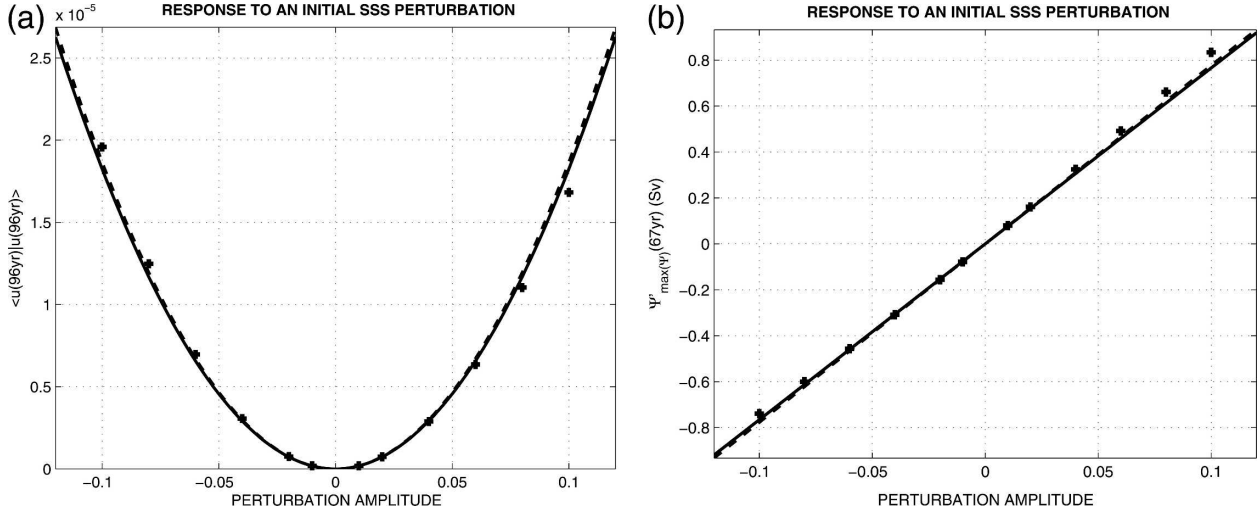 (a)
RESPONSE TO AN INITIAL SSS PERTURBATION
x 10⁻⁵
2.5
2
1.5
1
0.5
0
<u(96yr)|u(96yr)>
−0.1
−0.05
0
0.05
0.1
PERTURBATION AMPLITUDE
(b)
RESPONSE TO AN INITIAL SSS PERTURBATION
0.8
0.6
0.4
0.2
0
−0.2
−0.4
−0.6
−0.8
Ψ'max(Ψ)(67yr) (Sv)
−0.1
−0.05
0
0.05
0.1
PERTURBATION AMPLITUDE